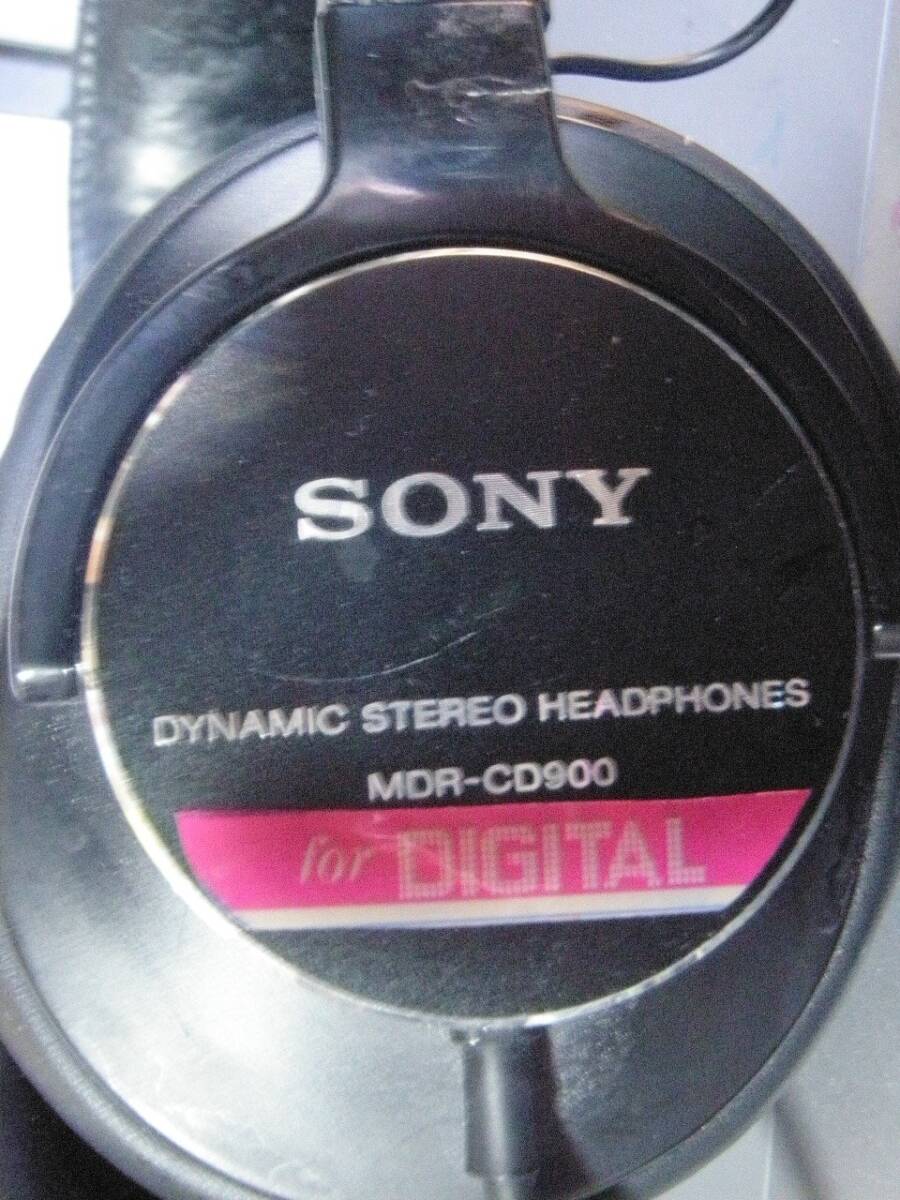 SONY
DYNAMIC STEREO HEADPHONES
MDR-CD900
for DIGITAL